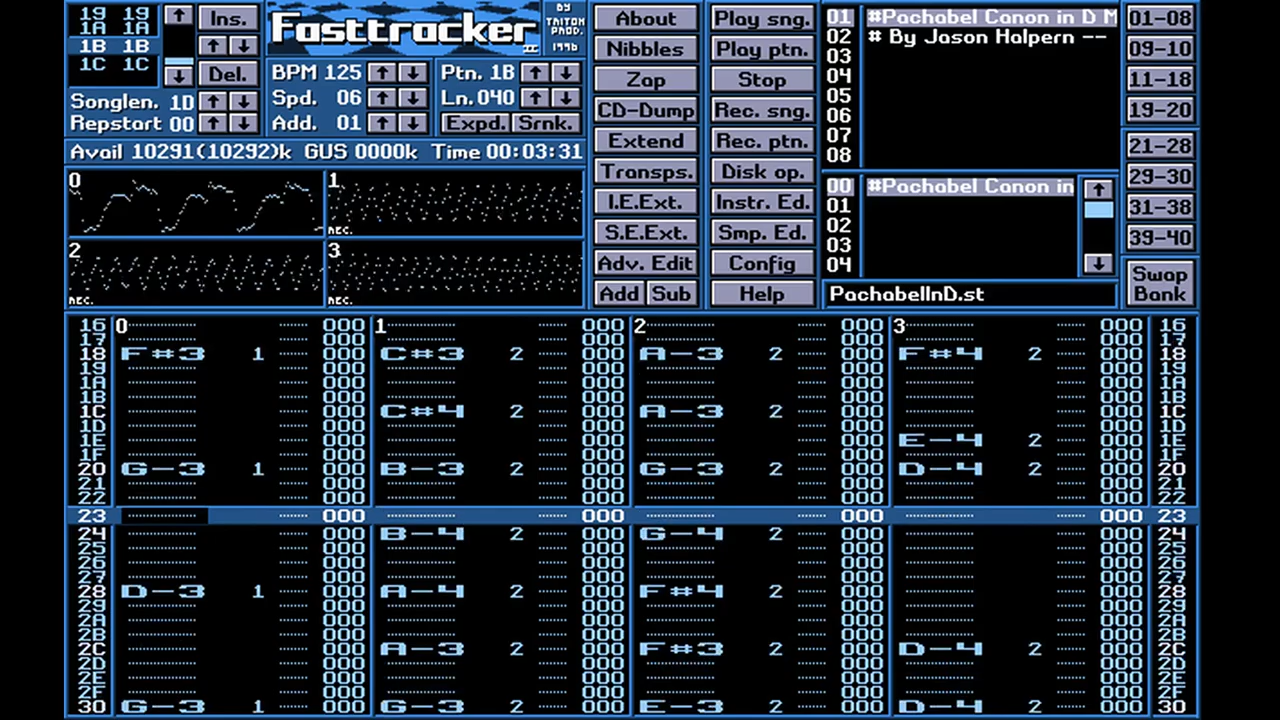 19 19
1A 1A
1B 1B
1C 1C
Ins.
Del.
Songlen. 1D
Repstart 00
Fasttracker II
BY TRITON PROD. 1996
BPM 125
Spd. 06
Add. 01
Ptn. 1B
Ln. 040
Expd. Srnk.
Avail 10291(10292)k GUS 0000k Time 00:03:31
0 1
REC.
2 3
REC. REC.
About
Nibbles
Zap
CD-Dump
Extend
Transps.
I.E.Ext.
S.E.Ext.
Adv. Edit
Add Sub
Play sng.
Play ptn.
Stop
Rec. sng.
Rec. ptn.
Disk op.
Instr. Ed.
Smp. Ed.
Config
Help
01 #Pachabel Canon in D M
02 # By Jason Halpern --
03
04
05
06
07
08
00 #Pachabel Canon in
01
02
03
04
PachabelInD.st
01-08
09-10
11-18
19-20
21-28
29-30
31-38
39-40
Swap
Bank
16 0 000 1 000 2 000 3 000 16
17 000 000 000 000 17
18 F#3 1 000 C#3 2 000 A-3 2 000 F#4 2 000 18
19 000 000 000 000 19
1A 000 000 000 000 1A
1B 000 000 000 000 1B
1C 000 C#4 2 000 A-3 2 000 000 1C
1D 000 000 000 000 1D
1E 000 000 000 E-4 2 000 1E
1F 000 000 000 000 1F
20 G-3 1 000 B-3 2 000 G-3 2 000 D-4 2 000 20
21 000 000 000 000 21
22 000 000 000 000 22
23 000 000 000 000 23
24 000 B-4 2 000 G-4 2 000 000 24
25 000 000 000 000 25
26 000 000 000 000 26
27 000 000 000 000 27
28 D-3 1 000 A-4 2 000 F#4 2 000 000 28
29 000 000 000 000 29
2A 000 000 000 000 2A
2B 000 000 000 000 2B
2C 000 A-3 2 000 F#3 2 000 D-4 2 000 2C
2D 000 000 000 000 2D
2E 000 000 000 000 2E
2F 000 000 000 000 2F
30 G-3 1 000 G-3 2 000 E-3 2 000 D-4 2 000 30